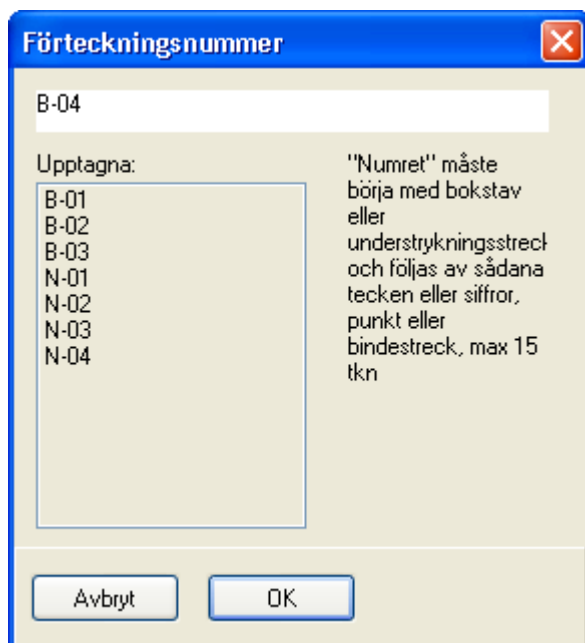 Förteckningsnummer
B-04
Upptagna:
B-01
B-02
B-03
N-01
N-02
N-03
N-04
"Numret" måste
börja med bokstav
eller
understrykningsstreck
och följas av sådana
tecken eller siffror,
punkt eller
bindestreck, max 15
tkn
Avbryt
OK